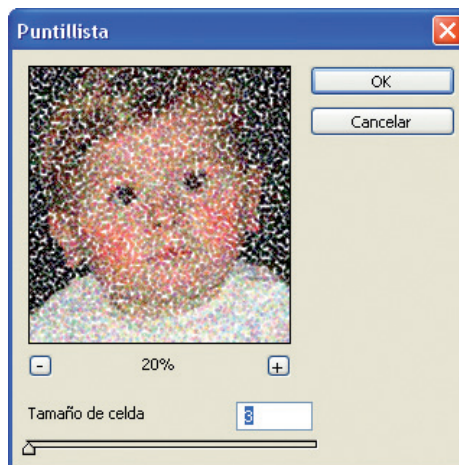 Puntillista
OK
Cancelar
- 20% +
Tamaño de celda 3